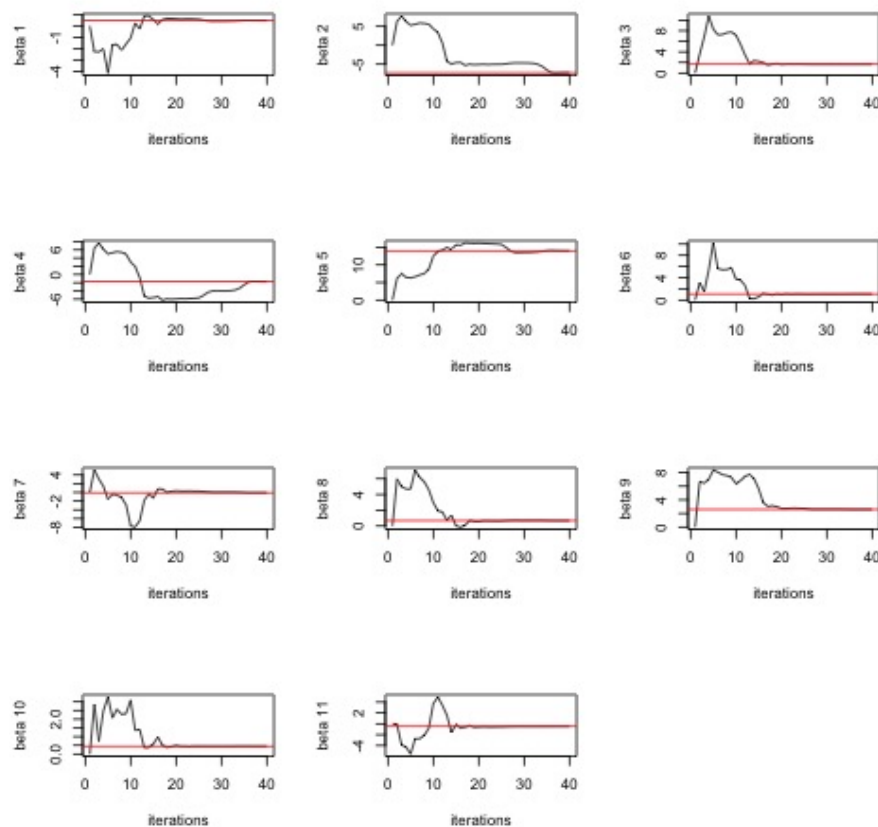 beta 1
-1
-4
0 10 20 30 40
iterations
beta 2
5
-5
0 10 20 30 40
iterations
beta 3
8
4
0
0 10 20 30 40
iterations
beta 4
6
0
-6
0 10 20 30 40
iterations
beta 5
10
0
0 10 20 30 40
iterations
beta 6
8
4
0
0 10 20 30 40
iterations
beta 7
4
-2
-8
0 10 20 30 40
iterations
beta 8
4
0
0 10 20 30 40
iterations
beta 9
8
4
0
0 10 20 30 40
iterations
beta 10
2.0
0.0
0 10 20 30 40
iterations
beta 11
2
-4
0 10 20 30 40
iterations